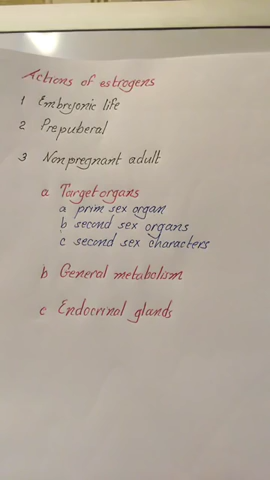 Actions of estrogens
1 Embryonic life
2 Prepuberal
3 Nonpregnant adult
a Target organs
a prim sex organ
b second sex organs
c second sex characters
b General metabolism
c Endocrinal glands